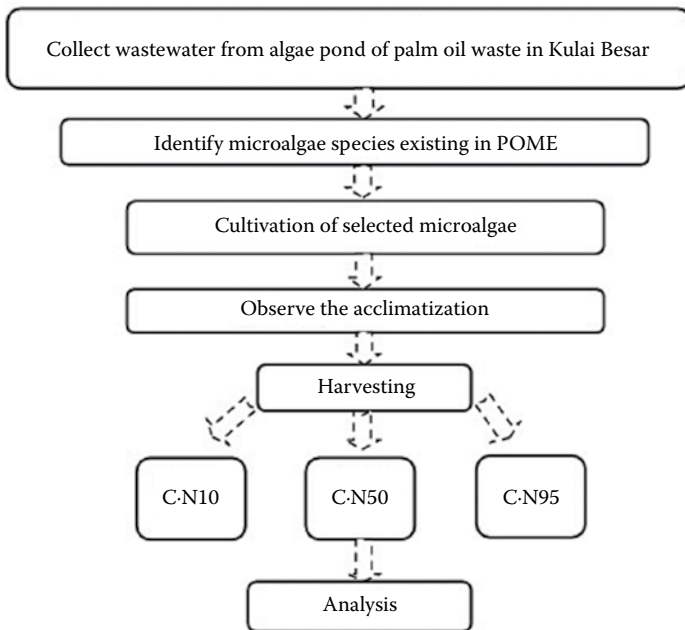 Collect wastewater from algae pond of palm oil waste in Kulai Besar
Identify microalgae species existing in POME
Cultivation of selected microalgae
Observe the acclimatization
Harvesting
C·N10
C·N50
C·N95
Analysis